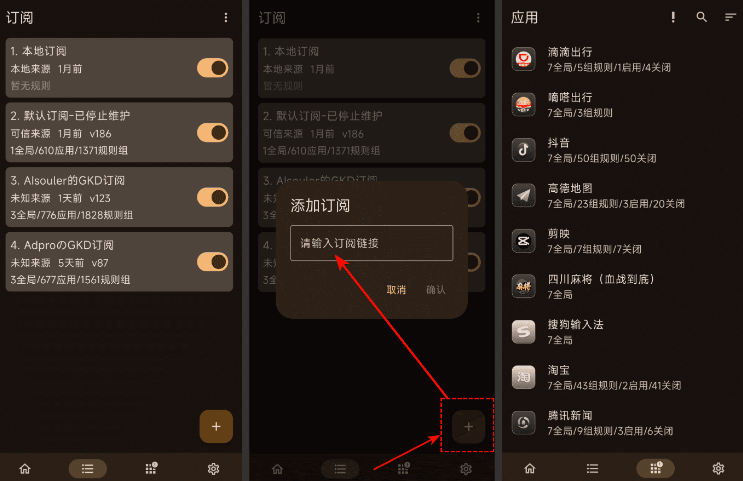 订阅
1. 本地订阅
本地来源 1月前
暂无规则
2. 默认订阅-已停止维护
可信来源 1月前 v186
1全局/610应用/1371规则组
3. AIsouler的GKD订阅
未知来源 1天前 v123
3全局/776应用/1828规则组
4. AdproのGKD订阅
未知来源 5天前 v87
3全局/677应用/1561规则组
订阅
1. 本地订阅
本地来源 1月前
暂无规则
2. 默认订阅-已停止维护
可信来源 1月前 v186
1全局/610应用/1371规则组
3. AIsouler的GKD订阅
添加订阅
请输入订阅链接
取消 确认
应用
滴滴出行
7全局/5组规则/1启用/4关闭
嘀嗒出行
7全局/3组规则
抖音
7全局/50组规则/50关闭
高德地图
7全局/23组规则/3启用/20关闭
剪映
7全局/7组规则/7关闭
四川麻将（血战到底）
7全局
搜狗输入法
7全局
淘宝
7全局/43组规则/2启用/41关闭
腾讯新闻
7全局/9组规则/3启用/6关闭